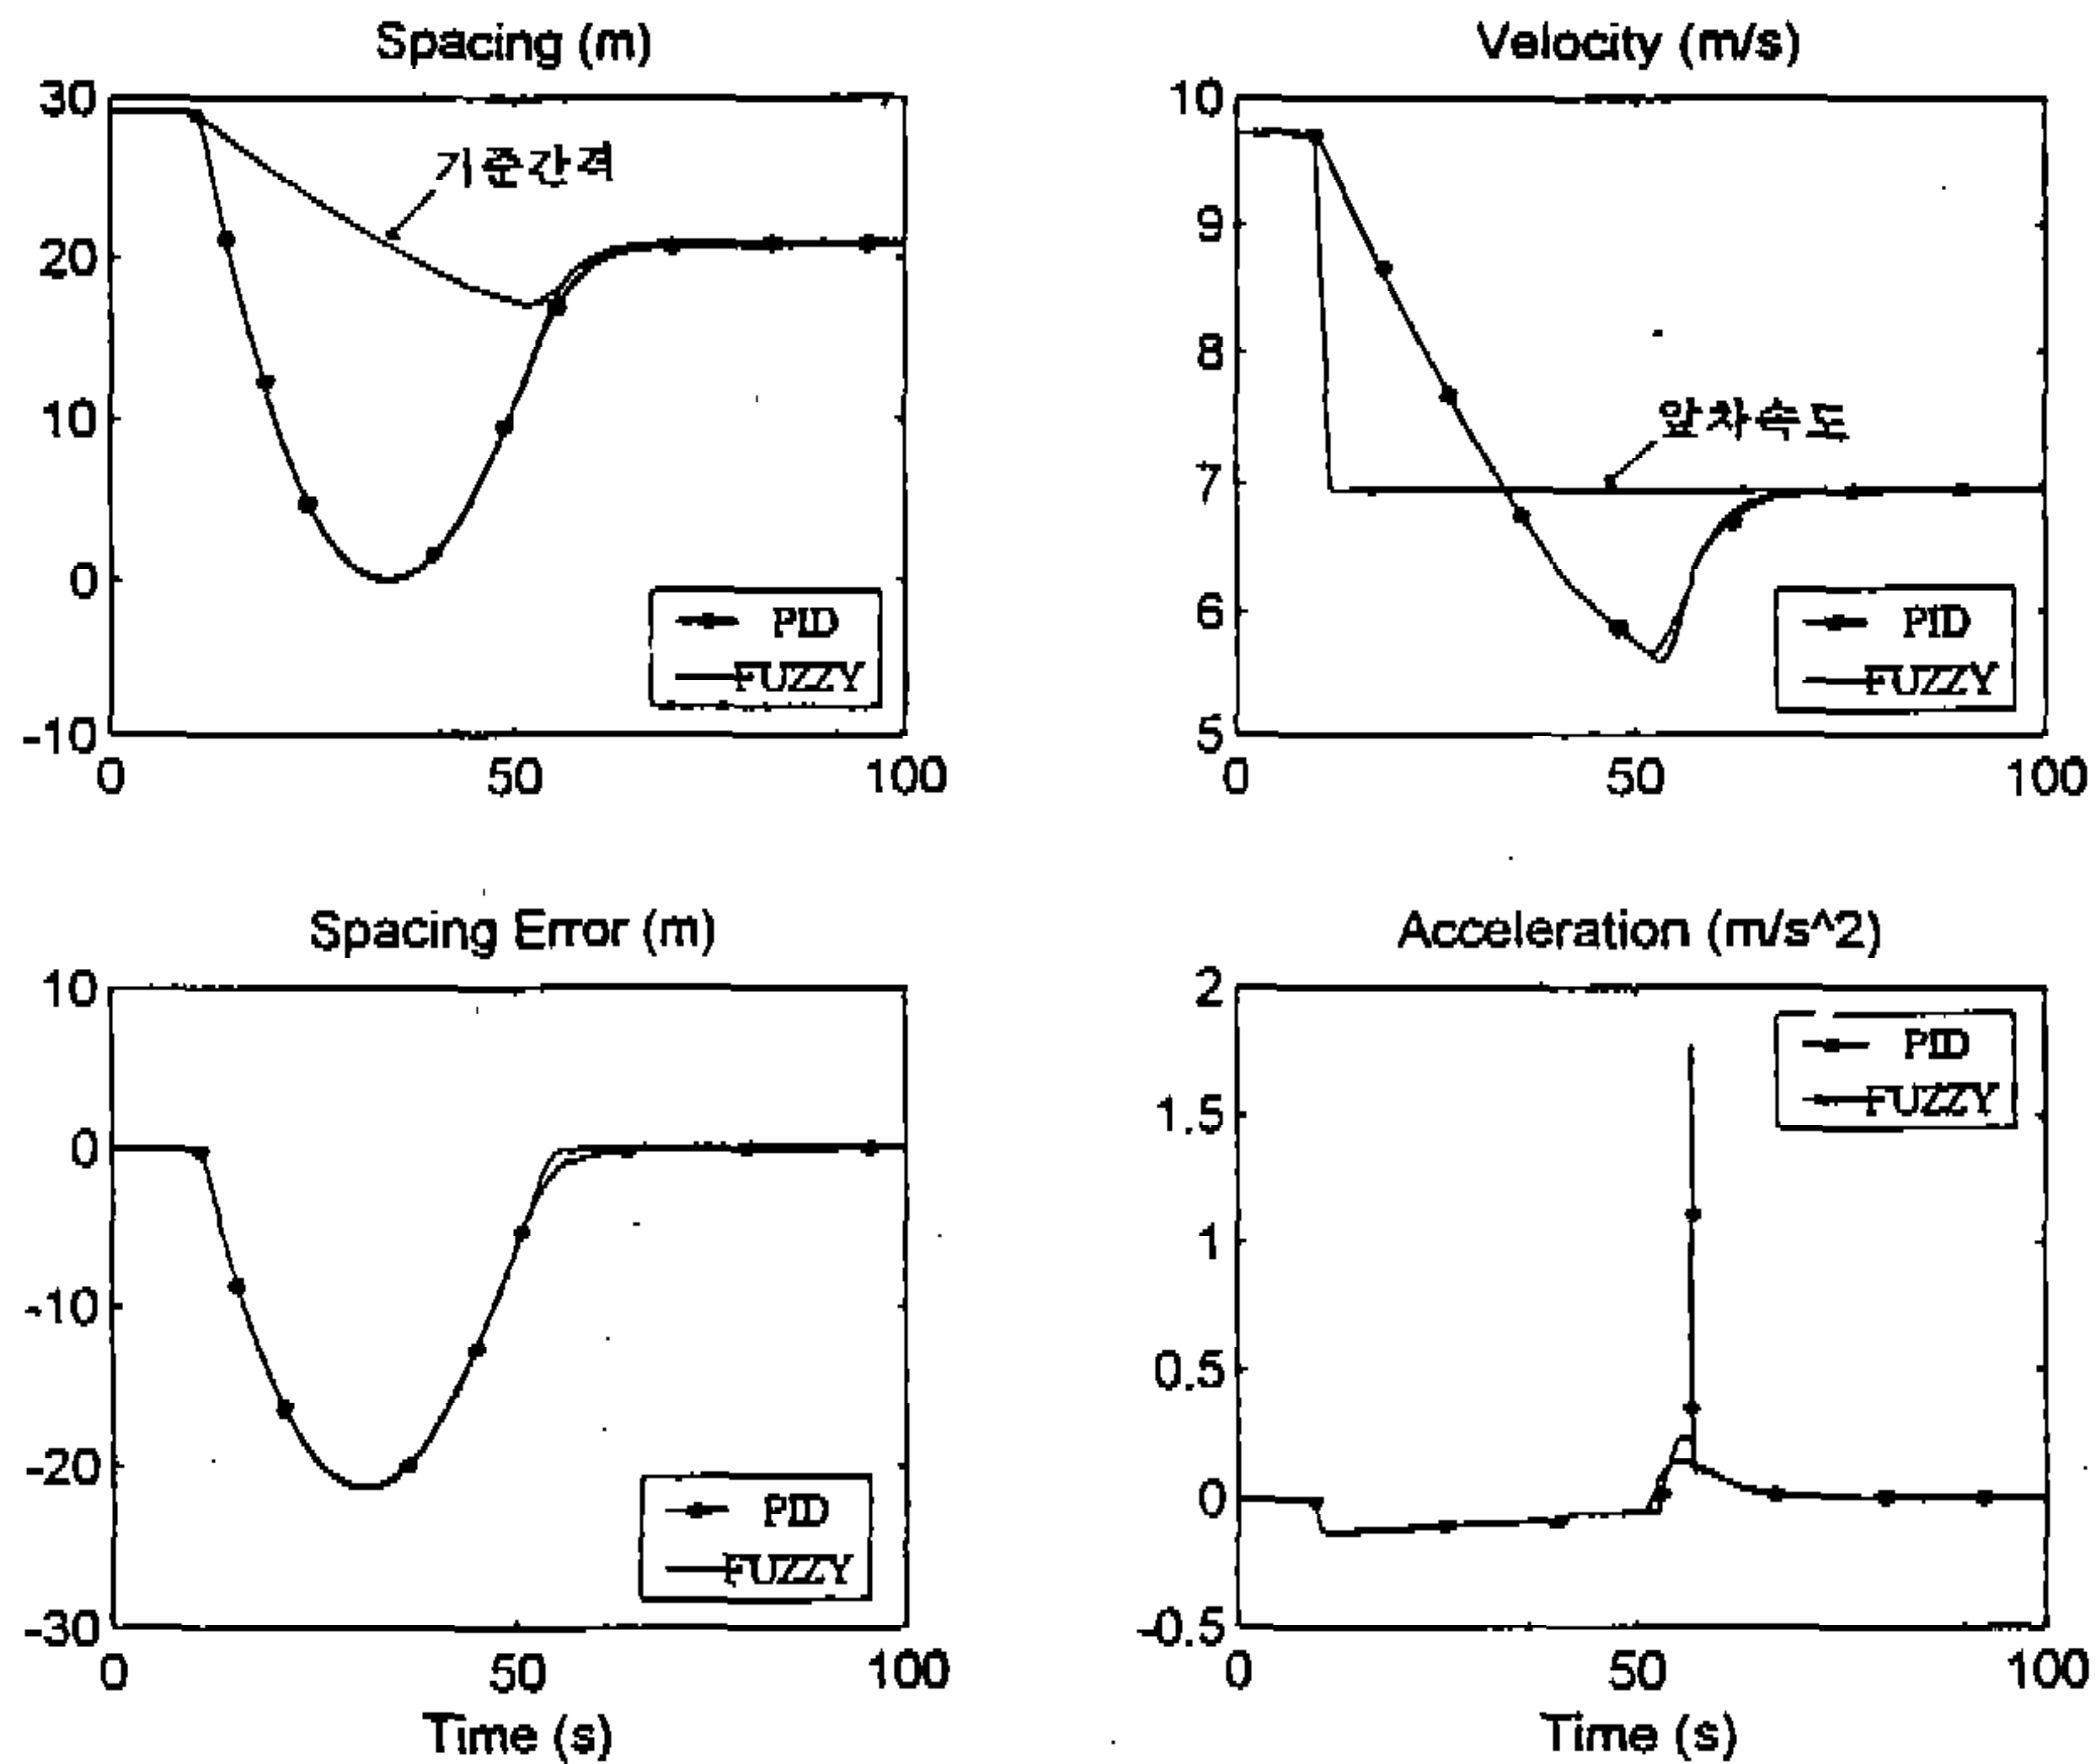 Spacing (m)
30
20
10
0
-10
0 50 100
기준간격
PID
FUZZY
Velocity (m/s)
10
9
8
7
6
5
0 50 100
앞차속도
PID
FUZZY
Spacing Error (m)
10
0
-10
-20
-30
0 50 100
Time (s)
PID
FUZZY
Acceleration (m/s^2)
2
1.5
1
0.5
0
-0.5
0 50 100
Time (s)
PID
FUZZY